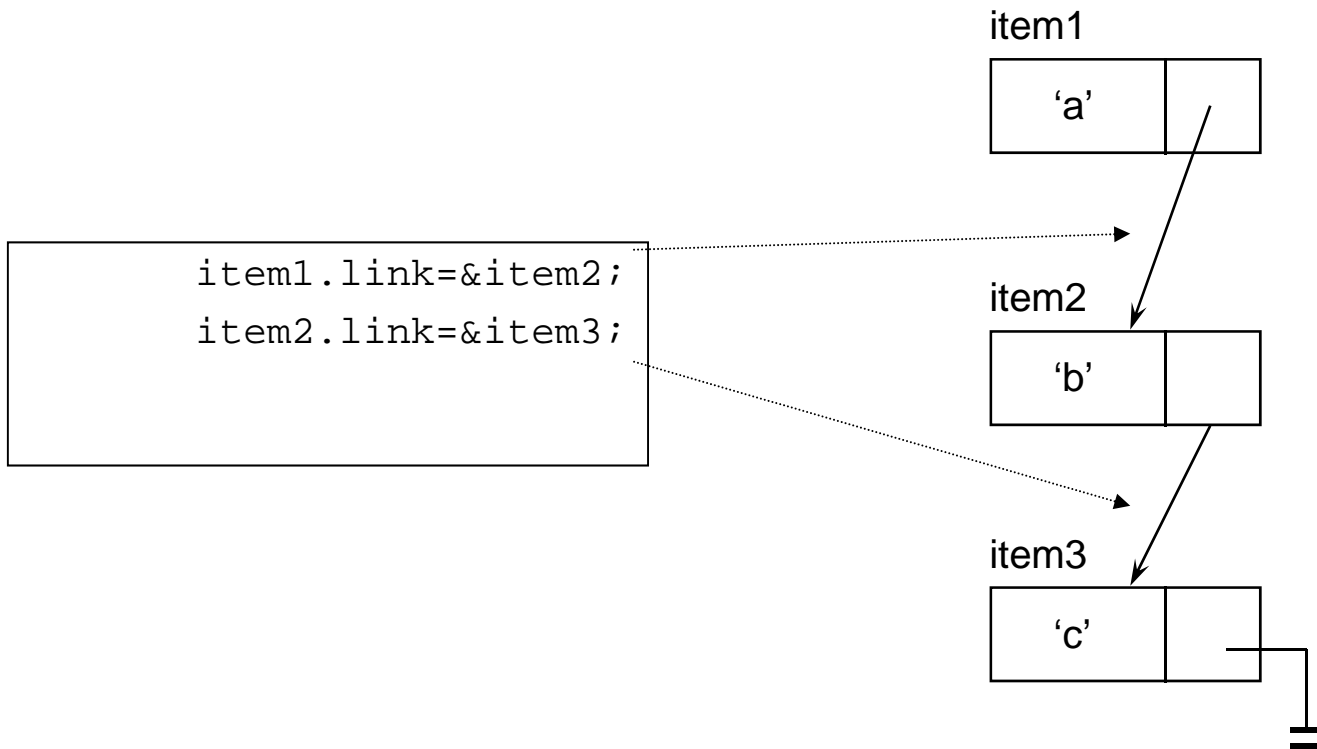 item1
‘a’
item1.link=&item2;
item2.link=&item3;
item2
‘b’
item3
‘c’